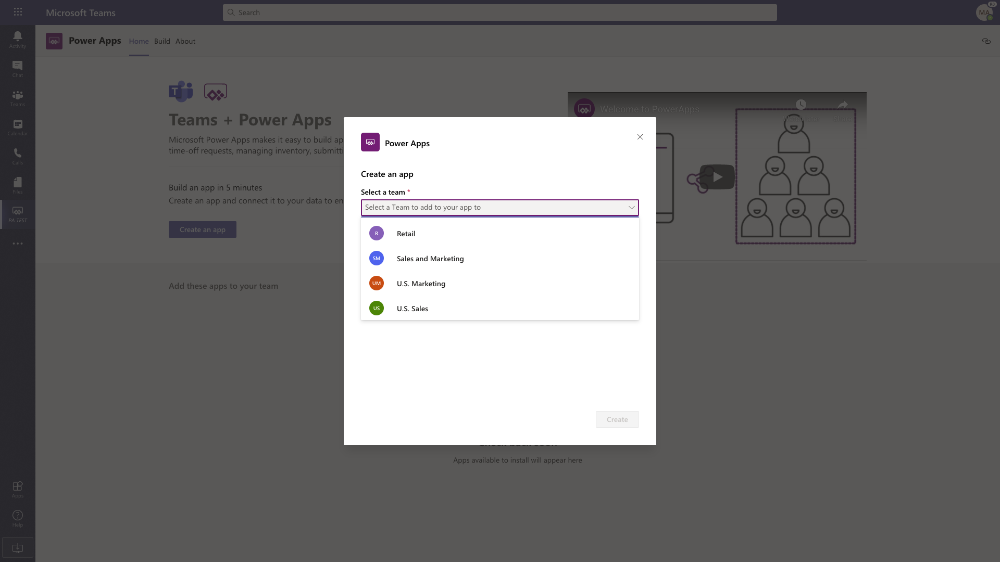 Microsoft Teams
Search
MA
Activity
Chat
Teams
Calendar
Calls
Files
PA TEST
Apps
Help
Power Apps
Home
Build
About
T
Teams + Power Apps
Microsoft Power Apps makes it easy to build ap
time-off requests, managing inventory, submitti
Build an app in 5 minutes
Create an app and connect it to your data to en
Create an app
Welcome to PowerApps
Share
Add these apps to your team
Power Apps
Create an app
Select a team *
Select a Team to add to your app to
R
Retail
SM
Sales and Marketing
UM
U.S. Marketing
US
U.S. Sales
Create
Check back soon
Apps available to install will appear here